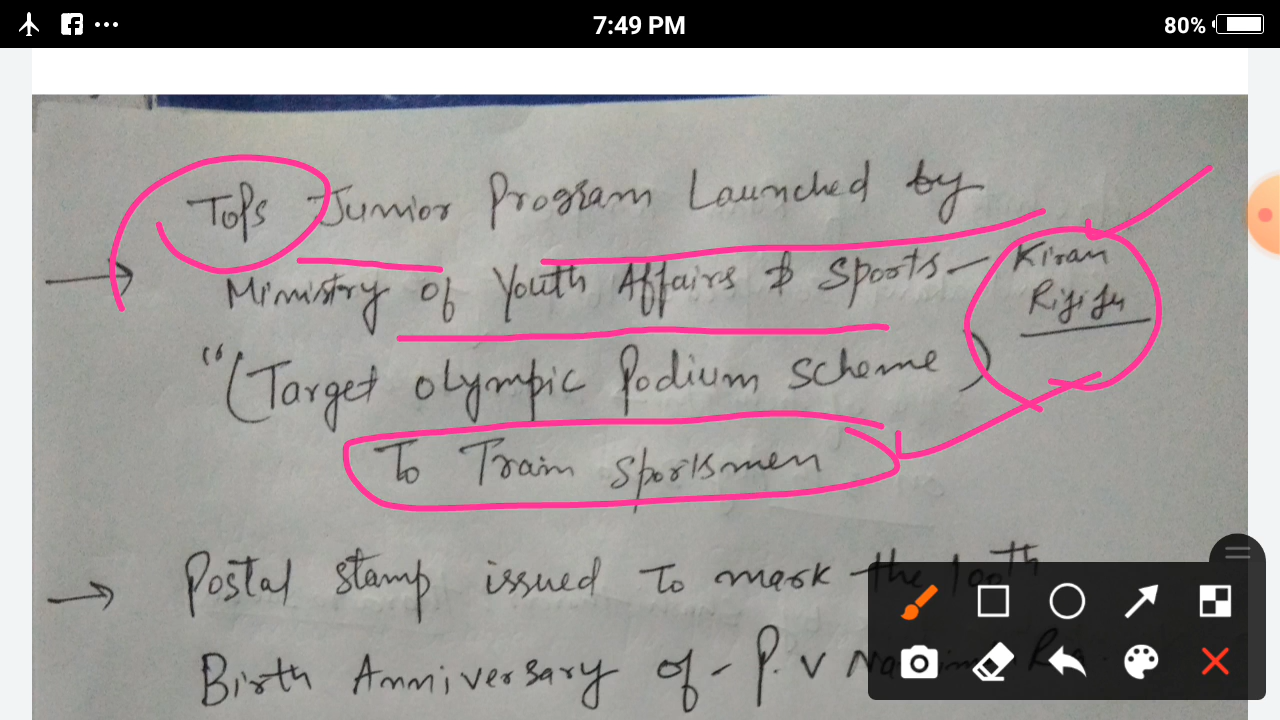 7:49 PM
80%
Tops Junior Program Launched by
Ministry of Youth Affairs & Sports - Kiran
Rijiju
"(Target olympic Podium scheme)
To Train sportsmen
Postal stamp issued to mark the 100th
Birth Anniversary of - P. V